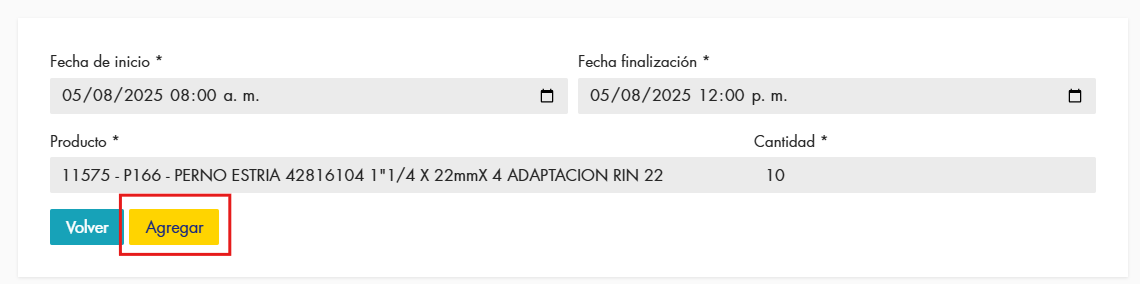 Fecha de inicio *
Fecha finalización *
05/08/2025 08:00 a. m.
05/08/2025 12:00 p. m.
Producto *
Cantidad *
11575 - P166 - PERNO ESTRIA 42816104 1"1/4 X 22mmX 4 ADAPTACION RIN 22
10
Volver
Agregar